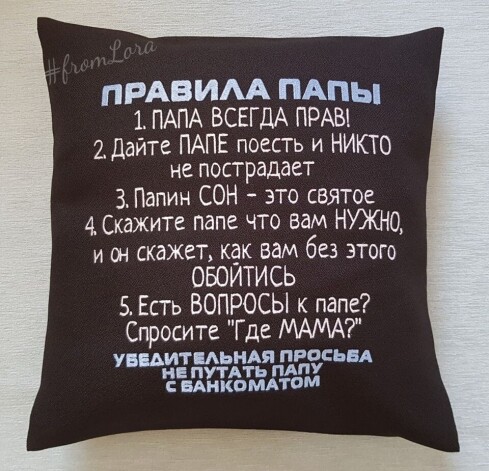 #fromLora
ПРАВИЛА ПАПЫ
1. ПАПА ВСЕГДА ПРАВ!
2. Дайте ПАПЕ поесть и НИКТО
не пострадает
3. Папин СОН – это святое
4. Скажите папе что вам НУЖНО,
и он скажет, как вам без этого
ОБОЙТИСЬ
5. Есть ВОПРОСЫ к папе?
Спросите "Где МАМА?"
УБЕДИТЕЛЬНАЯ ПРОСЬБА
НЕ ПУТАТЬ ПАПУ
С БАНКОМАТОМ